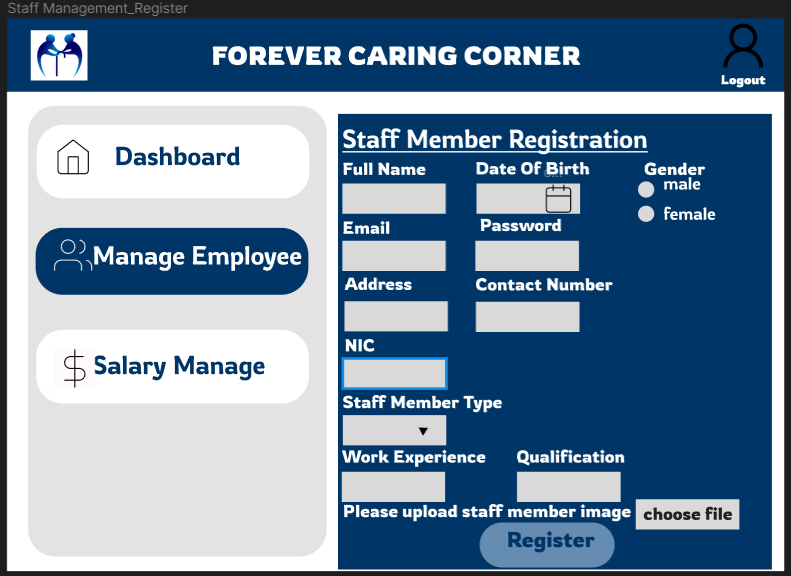 Staff Management_Register
FOREVER CARING CORNER
Logout
Dashboard
Manage Employee
Salary Manage
Staff Member Registration
Full Name
Date Of Birth
Gender
male
female
Email
Password
Address
Contact Number
NIC
Staff Member Type
Work Experience
Qualification
Please upload staff member image
choose file
Register